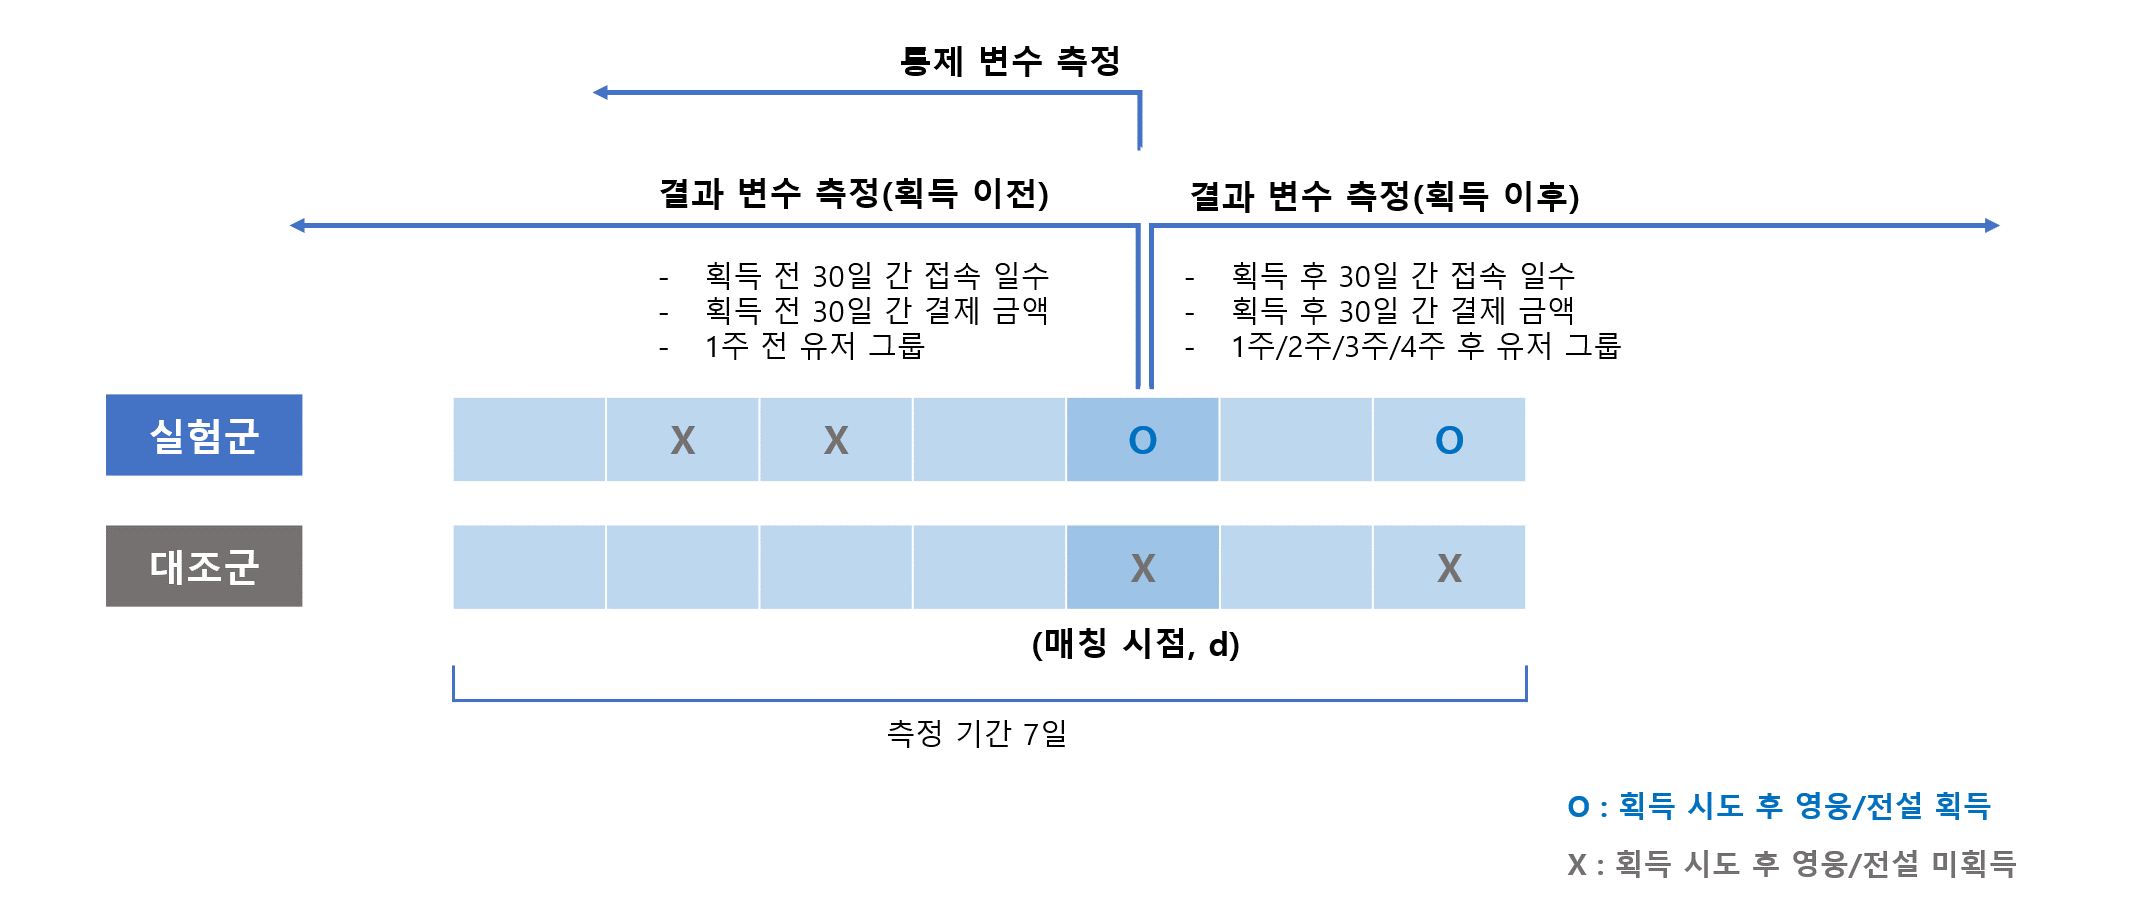 통제 변수 측정
결과 변수 측정(획득 이전)
- 획득 전 30일 간 접속 일수
- 획득 전 30일 간 결제 금액
- 1주 전 유저 그룹
결과 변수 측정(획득 이후)
- 획득 후 30일 간 접속 일수
- 획득 후 30일 간 결제 금액
- 1주/2주/3주/4주 후 유저 그룹
실험군
X X O O
대조군
X X
(매칭 시점, d)
측정 기간 7일
O : 획득 시도 후 영웅/전설 획득
X : 획득 시도 후 영웅/전설 미획득